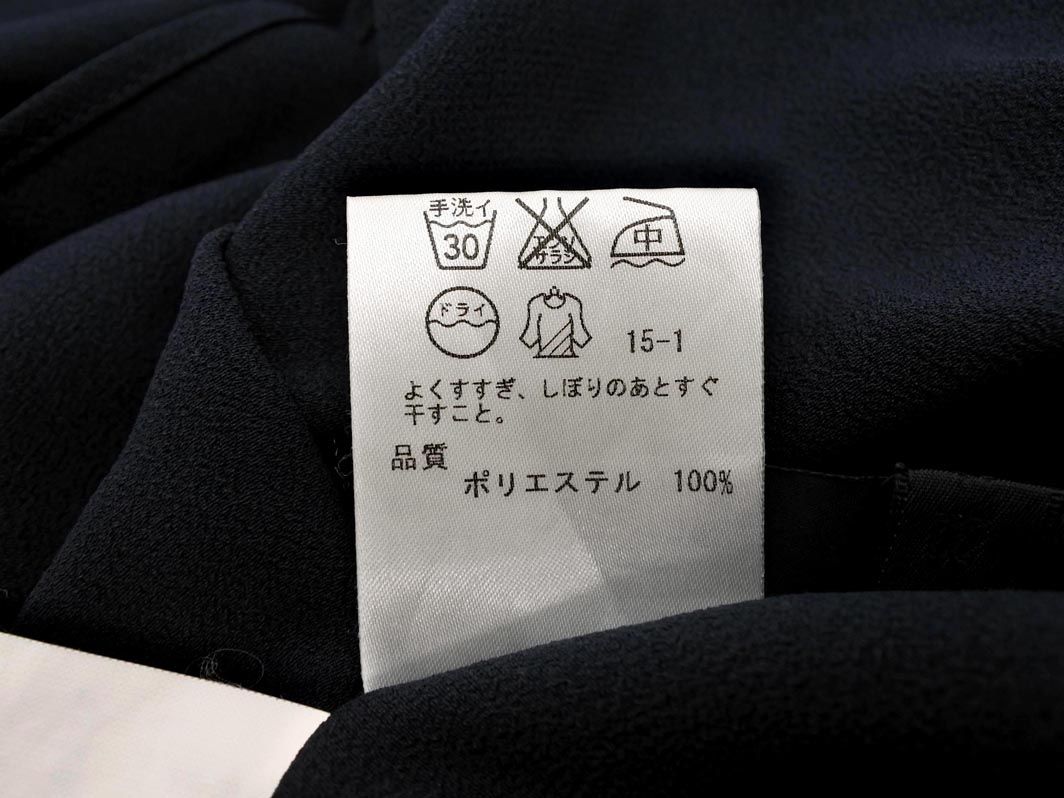 手洗イ
30
エンソ
サラシ
中
ドライ
15-1
よくすすぎ、しぼりのあとすぐ
干すこと。
品質
ポリエステル 100%